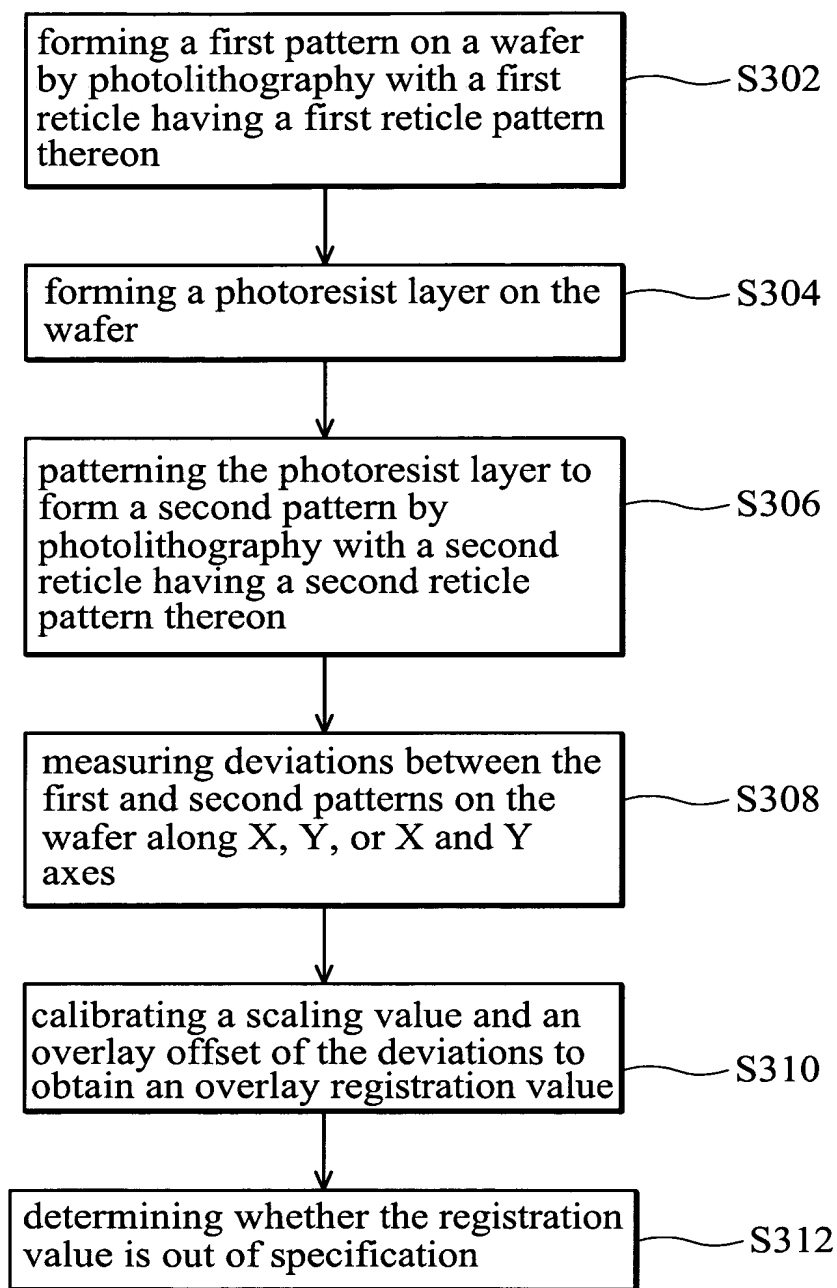 forming a first pattern on a wafer
by photolithography with a first
reticle having a first reticle pattern
thereon
S302
forming a photoresist layer on the
wafer
S304
patterning the photoresist layer to
form a second pattern by
photolithography with a second
reticle having a second reticle
pattern thereon
S306
measuring deviations between the
first and second patterns on the
wafer along X, Y, or X and Y
axes
S308
calibrating a scaling value and an
overlay offset of the deviations to
obtain an overlay registration value
S310
determining whether the registration
value is out of specification
S312